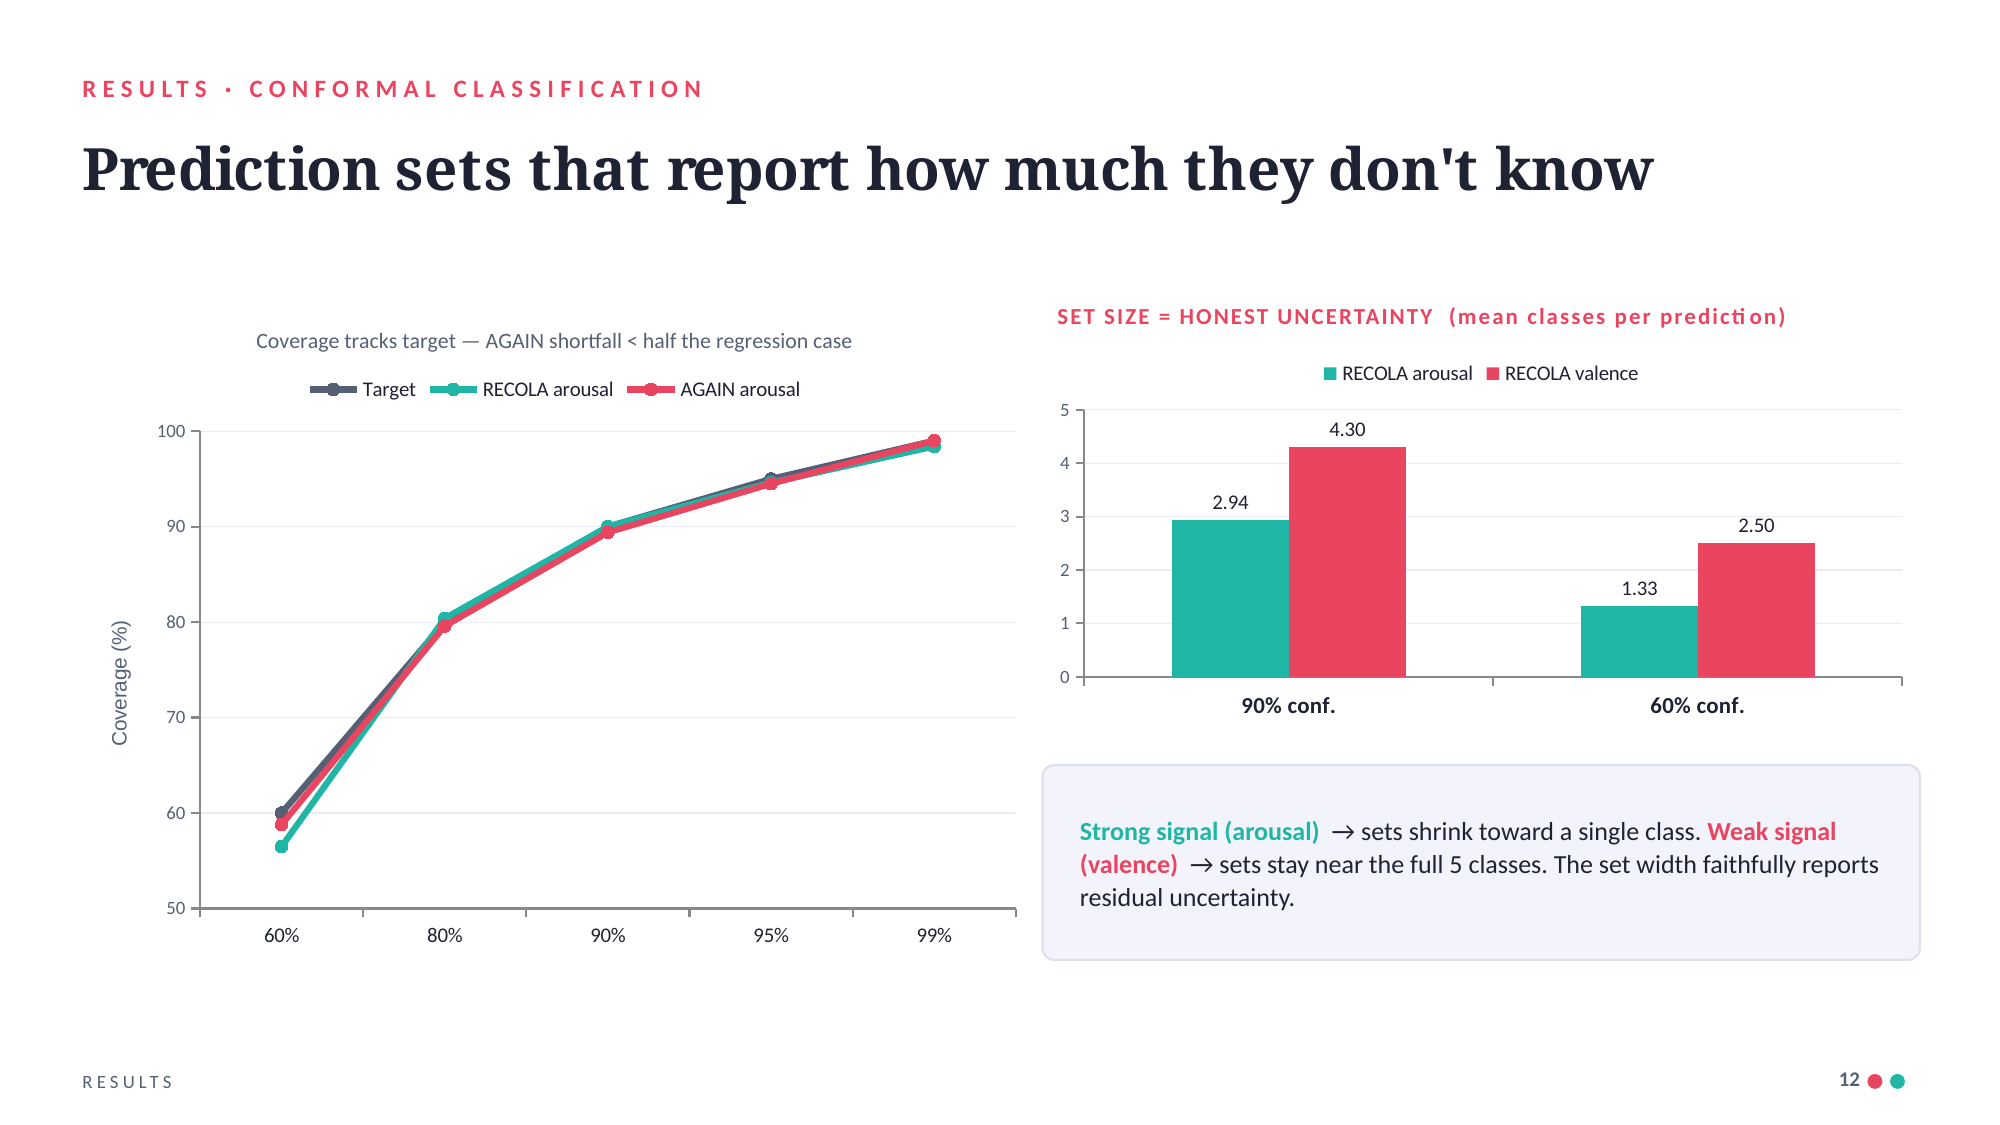 RESULTS · CONFORMAL CLASSIFICATION
Prediction sets that report how much they don't know
Coverage tracks target — AGAIN shortfall < half the regression case
Target RECOLA arousal AGAIN arousal
100
90
80
70
60
50
Coverage (%)
60% 80% 90% 95% 99%
SET SIZE = HONEST UNCERTAINTY (mean classes per prediction)
RECOLA arousal RECOLA valence
5
4
3
2
1
0
2.94
4.30
1.33
2.50
90% conf. 60% conf.
Strong signal (arousal) → sets shrink toward a single class. Weak signal
(valence) → sets stay near the full 5 classes. The set width faithfully reports
residual uncertainty.
RESULTS
12